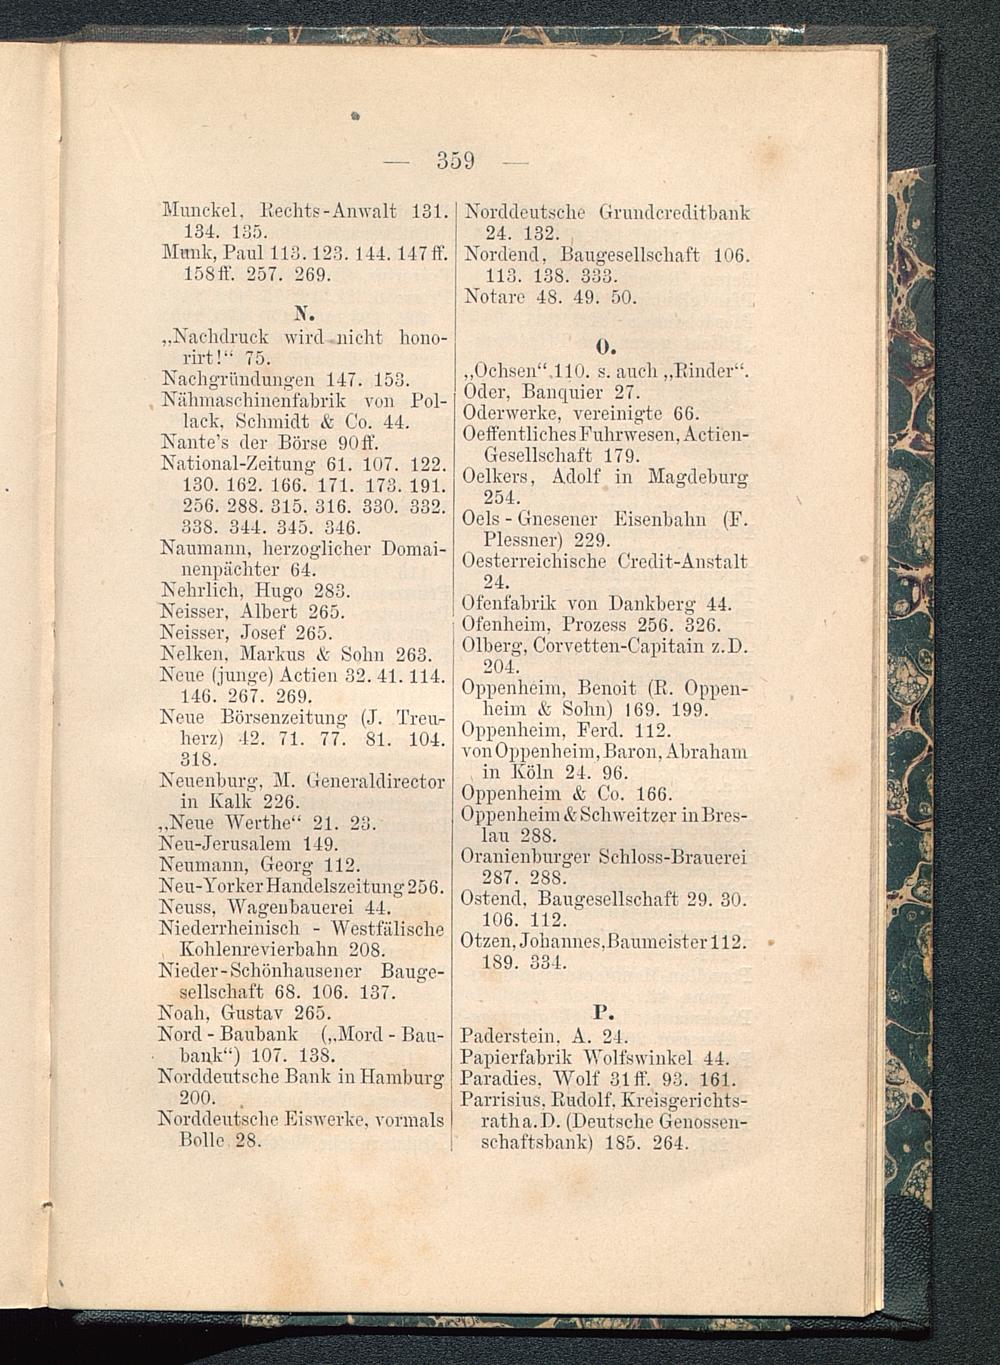 — 359 —
Munckel, Rechts-Anwalt 131.
134. 135.
Munk, Paul 113. 123. 144. 147 ff.
158 ff. 257. 269.
N.
„Nachdruck wird nicht hono-
rirt!“ 75.
Nachgründungen 147. 153.
Nähmaschinenfabrik von Pol-
lack, Schmidt & Co. 44.
Nante's der Börse 90 ff.
National-Zeitung 61. 107. 122.
130. 162. 166. 171. 173. 191.
256. 288. 315. 316. 330. 332.
338. 344. 345. 346.
Naumann, herzoglicher Domai-
nenpächter 64.
Nehrlich, Hugo 283.
Neisser, Albert 265.
Neisser, Josef 265.
Nelken, Markus & Sohn 263.
Neue (junge) Actien 32. 41. 114.
146. 267. 269.
Neue Börsenzeitung (J. Treu-
herz) 42. 71. 77. 81. 104.
318.
Neuenburg, M. Generaldirector
in Kalk 226.
„Neue Werthe“ 21. 23.
Neu-Jerusalem 149.
Neumann, Georg 112.
Neu-Yorker Handelszeitung 256.
Neuss, Wagenbauerei 44.
Niederrheinisch - Westfälische
Kohlenrevierbahn 208.
Nieder-Schönhausener Bauge-
sellschaft 68. 106. 137.
Noah, Gustav 265.
Nord - Baubank („Mord - Bau-
bank“) 107. 138.
Norddeutsche Bank in Hamburg
200.
Norddeutsche Eiswerke, vormals
Bolle 28.
Norddeutsche Grundcreditbank
24. 132.
Nordend, Baugesellschaft 106.
113. 138. 333.
Notare 48. 49. 50.
O.
„Ochsen“ 110. s. auch „Rinder“.
Oder, Banquier 27.
Oderwerke, vereinigte 66.
Oeffentliches Fuhrwesen, Actien-
Gesellschaft 179.
Oelkers, Adolf in Magdeburg
254.
Oels - Gnesener Eisenbahn (F.
Plessner) 229.
Oesterreichische Credit-Anstalt
24.
Ofenfabrik von Dankberg 44.
Ofenheim, Prozess 256. 326.
Olberg, Corvetten-Capitain z. D.
204.
Oppenheim, Benoit (R. Oppen-
heim & Sohn) 169. 199.
Oppenheim, Ferd. 112.
von Oppenheim, Baron, Abraham
in Köln 24. 96.
Oppenheim & Co. 166.
Oppenheim & Schweitzer in Bres-
lau 288.
Oranienburger Schloss-Brauerei
287. 288.
Ostend, Baugesellschaft 29. 30.
106. 112.
Otzen, Johannes, Baumeister 112.
189. 334.
P.
Paderstein, A. 24.
Papierfabrik Wolfswinkel 44.
Paradies, Wolf 31 ff. 93. 161.
Parrisius, Rudolf, Kreisgerichts-
rath a. D. (Deutsche Genossen-
schaftsbank) 185. 264.